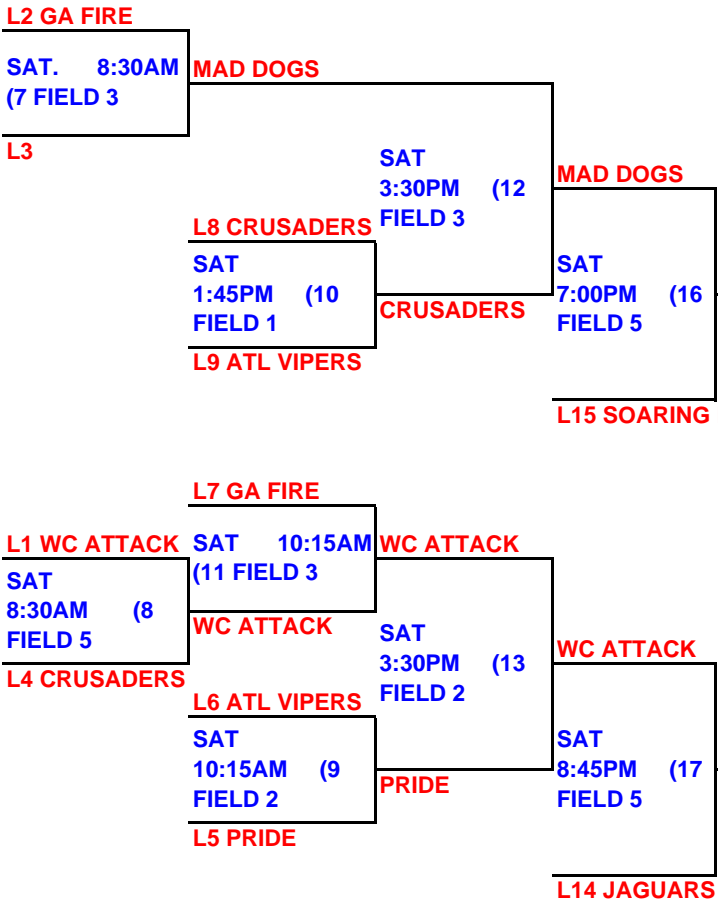 L2 GA FIRE
SAT. 8:30AM
(7 FIELD 3
MAD DOGS
L3
SAT
3:30PM (12
FIELD 3
MAD DOGS
L8 CRUSADERS
SAT
1:45PM (10
FIELD 1
CRUSADERS
SAT
7:00PM (16
FIELD 5
L9 ATL VIPERS
L15 SOARING
L7 GA FIRE
L1 WC ATTACK
SAT 10:15AM
(11 FIELD 3
WC ATTACK
SAT
8:30AM (8
FIELD 5
WC ATTACK
SAT
3:30PM (13
FIELD 2
WC ATTACK
L4 CRUSADERS
L6 ATL VIPERS
SAT
10:15AM (9
FIELD 2
PRIDE
SAT
8:45PM (17
FIELD 5
L5 PRIDE
L14 JAGUARS